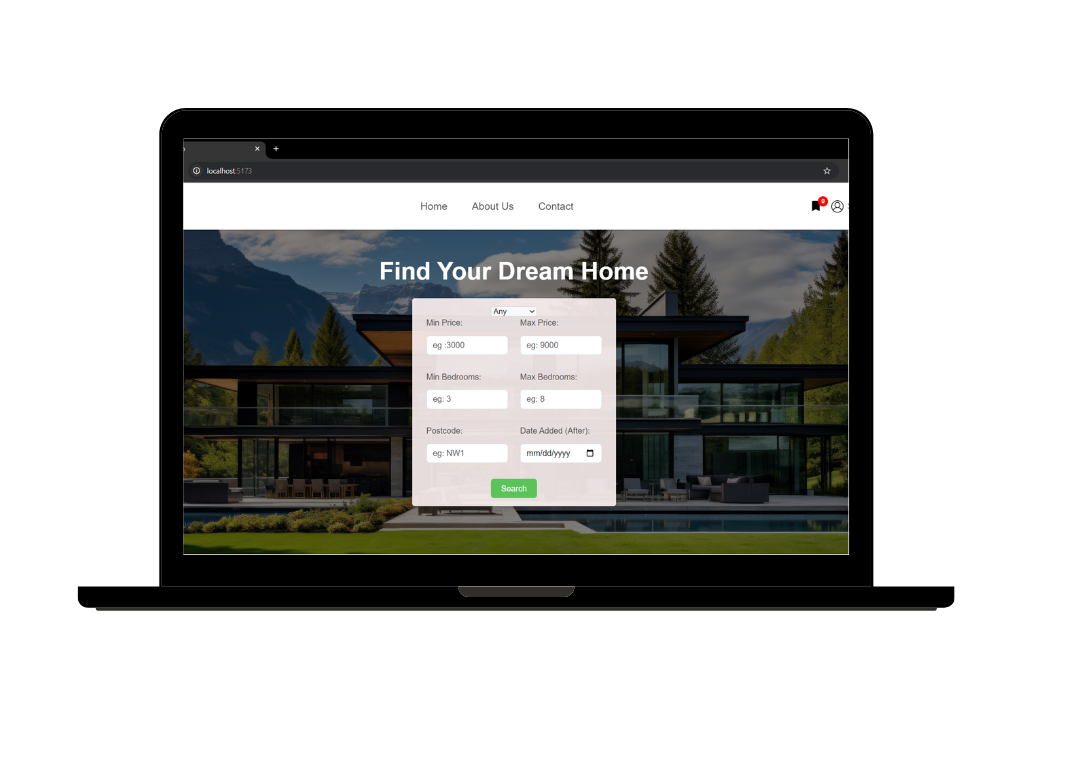 localhost:5173
Home About Us Contact
0
Find Your Dream Home
Any
Min Price: Max Price:
eg :3000 eg: 9000
Min Bedrooms: Max Bedrooms:
eg: 3 eg: 8
Postcode: Date Added (After):
eg: NW1 mm/dd/yyyy
Search